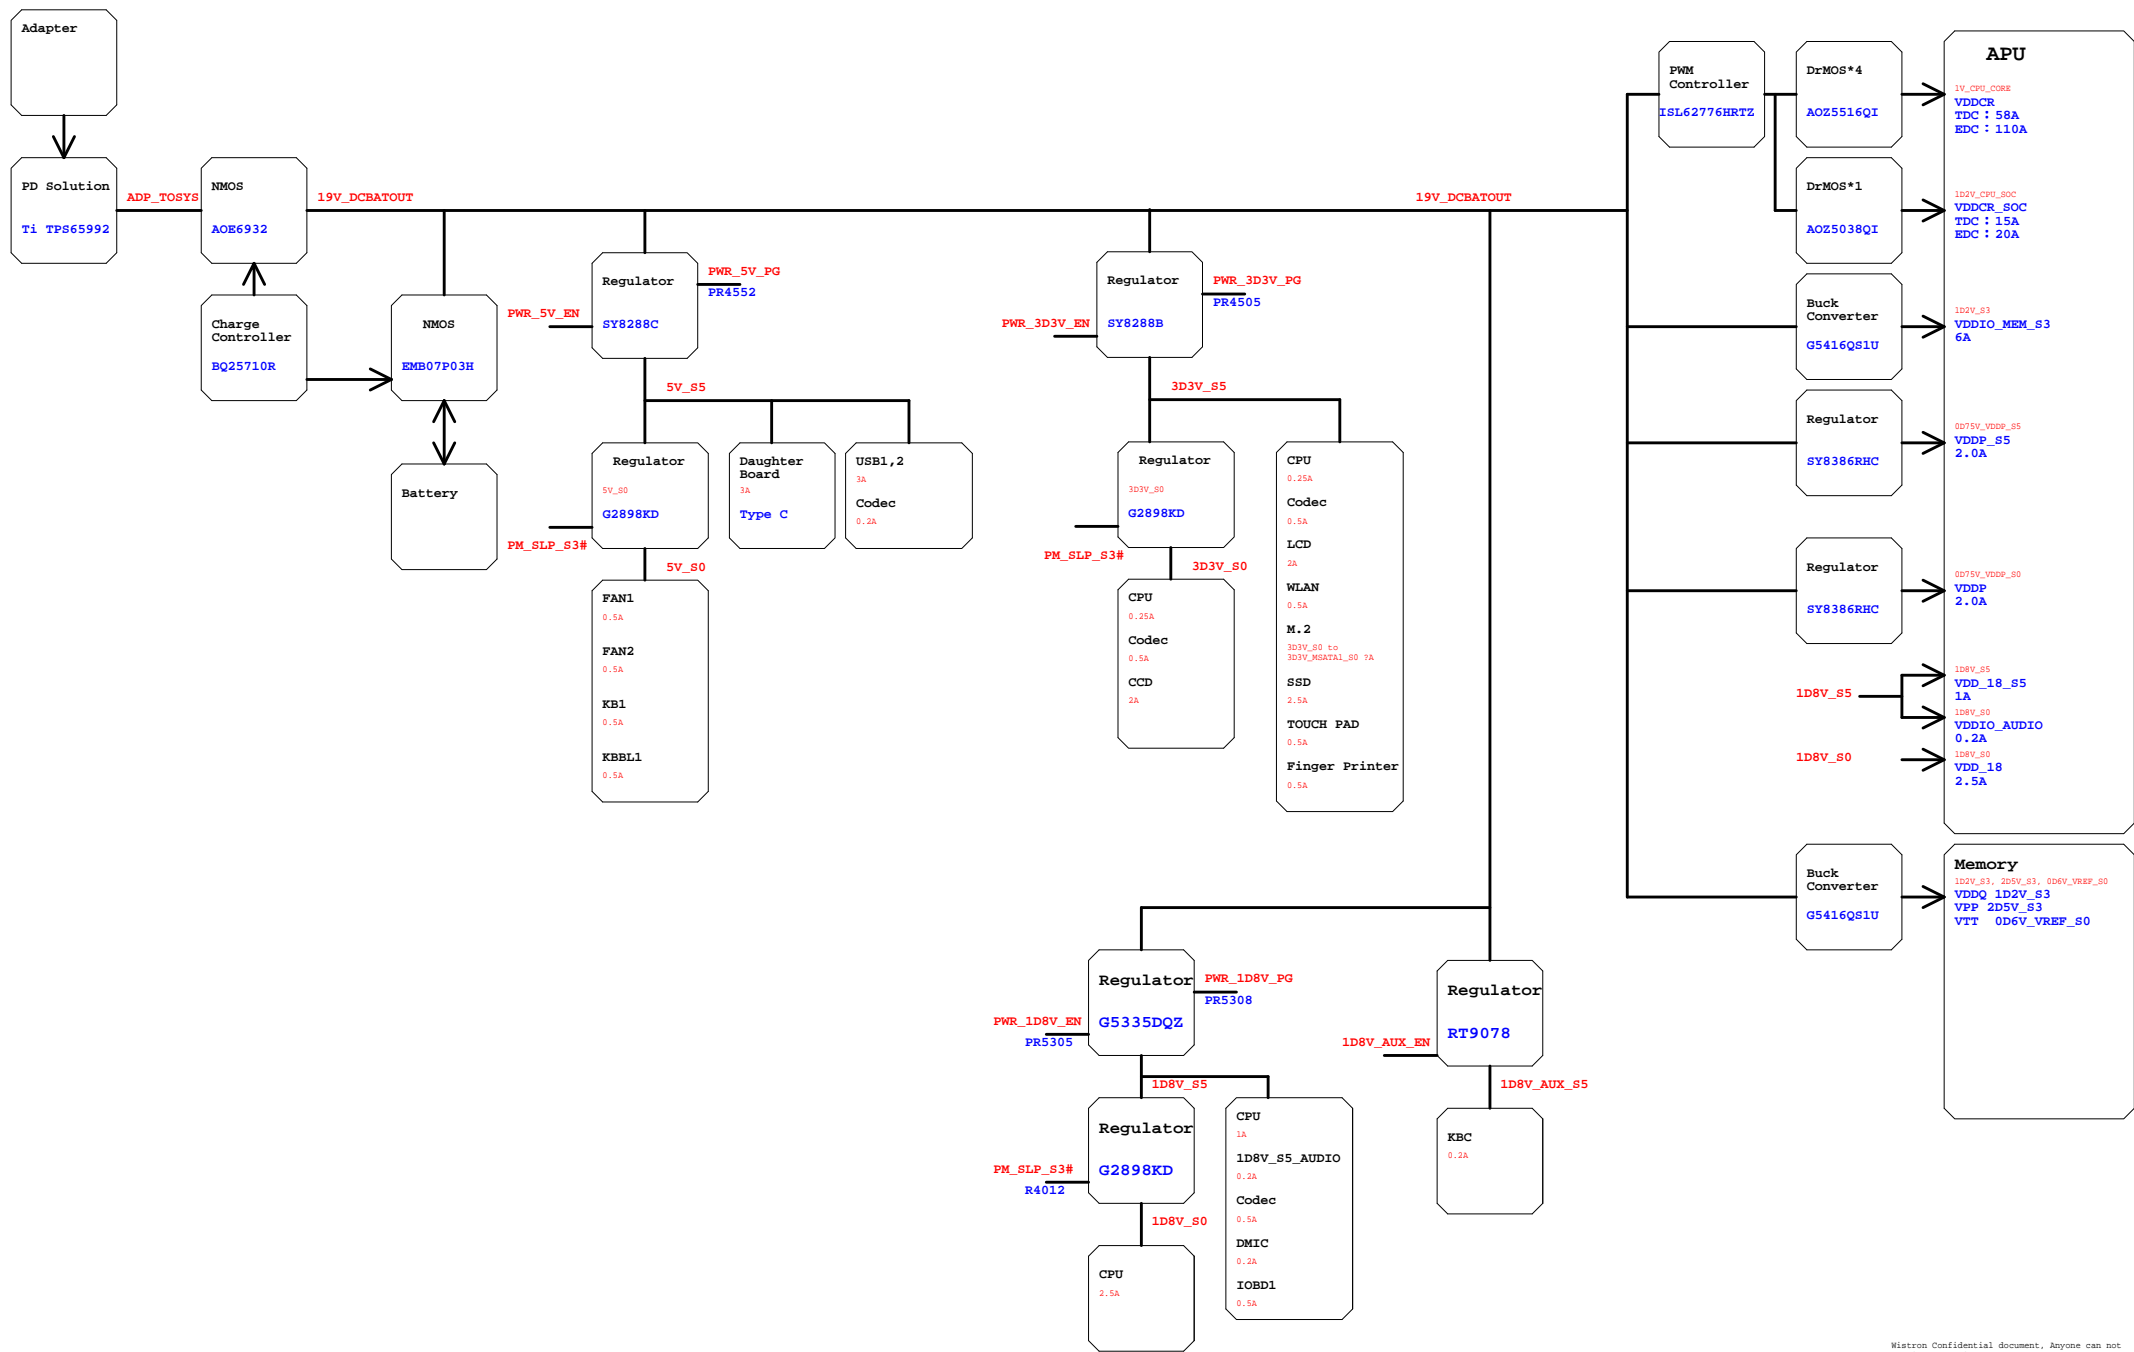 Adapter
PD Solution
Ti TPS65992
ADP_TOSYS
NMOS
AOE6932
19V_DCBATOUT
Charge
Controller
BQ25710R
NMOS
EMB07P03H
Battery
Regulator
SY8288C
PWR_5V_PG
PR4552
PWR_5V_EN
5V_S5
Regulator
5V_S0
G2898KD
PM_SLP_S3#
5V_S0
Daughter
Board
3A
Type C
USB1,2
3A
Codec
0.2A
FAN1
0.5A
FAN2
0.5A
KB1
0.5A
KBBL1
0.5A
Regulator
SY8288B
PWR_3D3V_PG
PR4505
PWR_3D3V_EN
3D3V_S5
Regulator
3D3V_S0
G2898KD
PM_SLP_S3#
3D3V_S0
CPU
0.25A
Codec
0.5A
CCD
2A
CPU
0.25A
Codec
0.5A
LCD
2A
WLAN
0.5A
M.2
3D3V_S0 to
3D3V_MSATA1_S0 ?A
SSD
2.5A
TOUCH PAD
0.5A
Finger Printer
0.5A
19V_DCBATOUT
Regulator
G5335DQZ
PWR_1D8V_PG
PR5308
PWR_1D8V_EN
PR5305
1D8V_S5
Regulator
G2898KD
PM_SLP_S3#
R4012
1D8V_S0
CPU
2.5A
CPU
1A
1D8V_S5_AUDIO
0.2A
Codec
0.5A
DMIC
0.2A
IOBD1
0.5A
Regulator
RT9078
1D8V_AUX_EN
1D8V_AUX_S5
KBC
0.2A
PWM
Controller
ISL62776HRTZ
DrMOS*4
AOZ5516QI
DrMOS*1
AOZ5038QI
Buck
Converter
G5416QS1U
Regulator
SY8386RHC
Regulator
SY8386RHC
1D8V_S5
1D8V_S0
Buck
Converter
G5416QS1U
APU
1V_CPU_CORE
VDDCR
TDC：58A
EDC：110A
1D2V_CPU_SOC
VDDCR_SOC
TDC：15A
EDC：20A
1D2V_S3
VDDIO_MEM_S3
6A
0D75V_VDDP_S5
VDDP_S5
2.0A
0D75V_VDDP_S0
VDDP
2.0A
1D8V_S5
VDD_18_S5
1A
1D8V_S0
VDDIO_AUDIO
0.2A
1D8V_S0
VDD_18
2.5A
Memory
1D2V_S3, 2D5V_S3, 0D6V_VREF_S0
VDDQ 1D2V_S3
VPP 2D5V_S3
VTT 0D6V_VREF_S0
Wistron Confidential document, Anyone can not